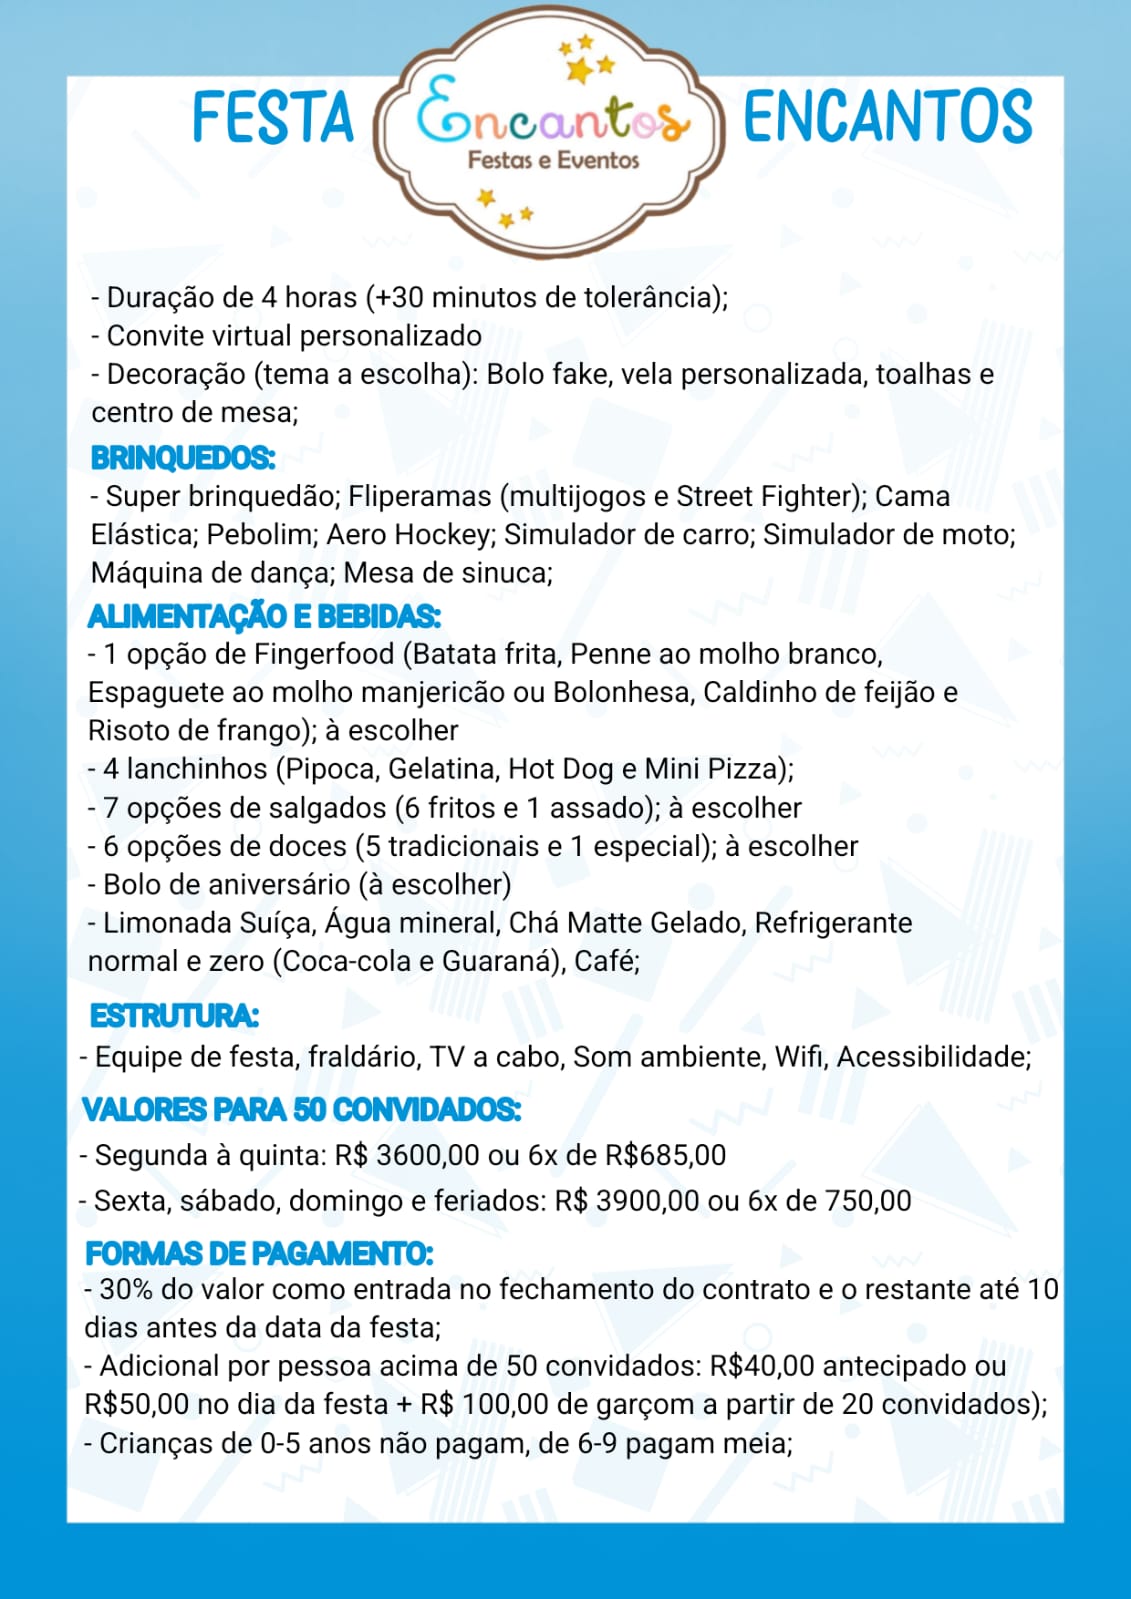 FESTA
Encantos
Festas e Eventos
ENCANTOS
- Duração de 4 horas (+30 minutos de tolerância);
- Convite virtual personalizado
- Decoração (tema a escolha): Bolo fake, vela personalizada, toalhas e
centro de mesa;
BRINQUEDOS:
- Super brinquedão; Fliperamas (multijogos e Street Fighter); Cama
Elástica; Pebolim; Aero Hockey; Simulador de carro; Simulador de moto;
Máquina de dança; Mesa de sinuca;
ALIMENTAÇÃO E BEBIDAS:
- 1 opção de Fingerfood (Batata frita, Penne ao molho branco,
Espaguete ao molho manjericão ou Bolonhesa, Caldinho de feijão e
Risoto de frango); à escolher
- 4 lanchinhos (Pipoca, Gelatina, Hot Dog e Mini Pizza);
- 7 opções de salgados (6 fritos e 1 assado); à escolher
- 6 opções de doces (5 tradicionais e 1 especial); à escolher
- Bolo de aniversário (à escolher)
- Limonada Suíça, Água mineral, Chá Matte Gelado, Refrigerante
normal e zero (Coca-cola e Guaraná), Café;
ESTRUTURA:
- Equipe de festa, fraldário, TV a cabo, Som ambiente, Wifi, Acessibilidade;
VALORES PARA 50 CONVIDADOS:
- Segunda à quinta: R$ 3600,00 ou 6x de R$685,00
- Sexta, sábado, domingo e feriados: R$ 3900,00 ou 6x de 750,00
FORMAS DE PAGAMENTO:
- 30% do valor como entrada no fechamento do contrato e o restante até 10
dias antes da data da festa;
- Adicional por pessoa acima de 50 convidados: R$40,00 antecipado ou
R$50,00 no dia da festa + R$ 100,00 de garçom a partir de 20 convidados);
- Crianças de 0-5 anos não pagam, de 6-9 pagam meia;